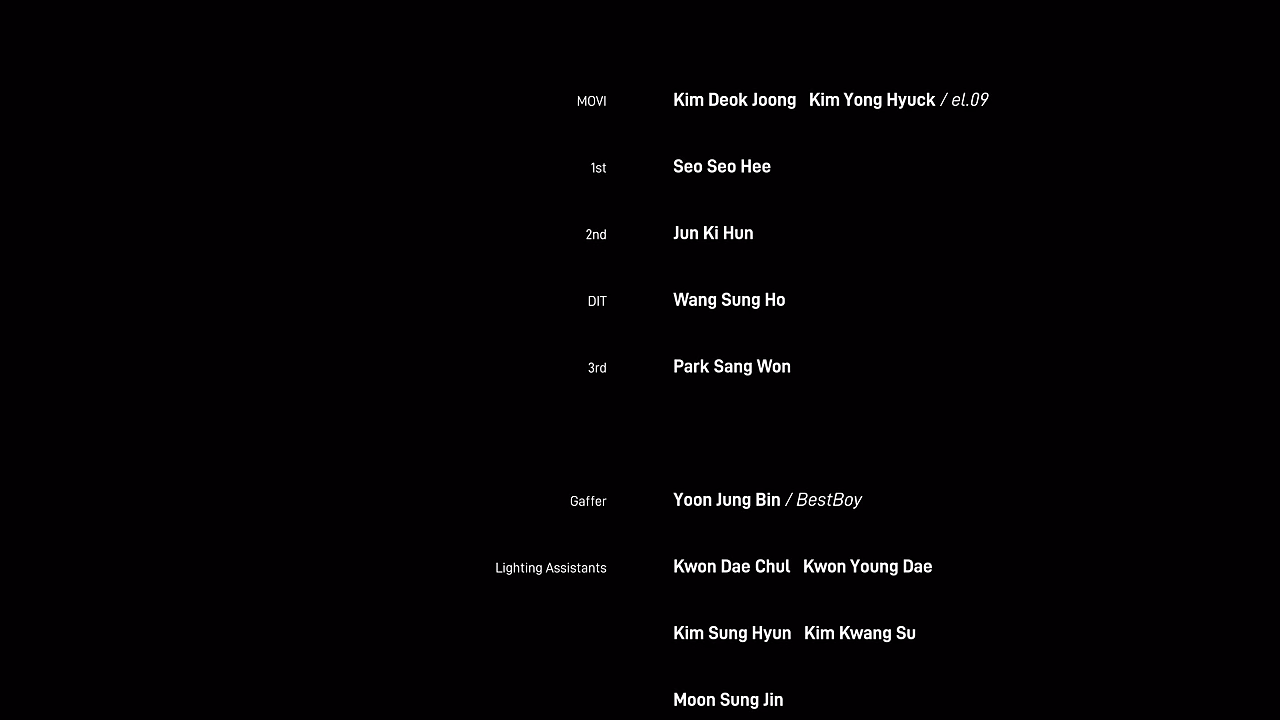 MOVI Kim Deok Joong Kim Yong Hyuck / el.09
1st Seo Seo Hee
2nd Jun Ki Hun
DIT Wang Sung Ho
3rd Park Sang Won
Gaffer Yoon Jung Bin / BestBoy
Lighting Assistants Kwon Dae Chul Kwon Young Dae
Kim Sung Hyun Kim Kwang Su
Moon Sung Jin